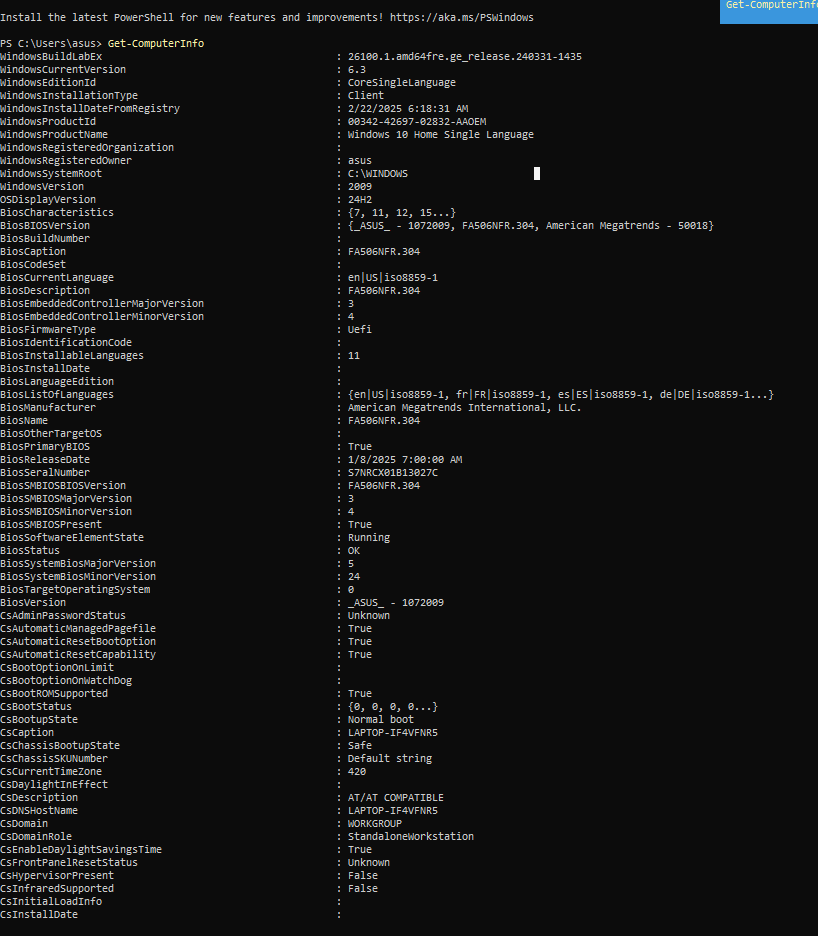 Get-ComputerInfo
Install the latest PowerShell for new features and improvements! https://aka.ms/PSWindows
PS C:\Users\asus> Get-ComputerInfo
WindowsBuildLabEx : 26100.1.amd64fre.ge_release.240331-1435
WindowsCurrentVersion : 6.3
WindowsEditionId : CoreSingleLanguage
WindowsInstallationType : Client
WindowsInstallDateFromRegistry : 2/22/2025 6:18:31 AM
WindowsProductId : 00342-42697-02832-AAOEM
WindowsProductName : Windows 10 Home Single Language
WindowsRegisteredOrganization :
WindowsRegisteredOwner : asus
WindowsSystemRoot : C:\WINDOWS
WindowsVersion : 2009
OSDisplayVersion : 24H2
BiosCharacteristics : {7, 11, 12, 15...}
BiosBIOSVersion : {_ASUS_ - 1072009, FA506NFR.304, American Megatrends - 50018}
BiosBuildNumber :
BiosCaption : FA506NFR.304
BiosCodeSet :
BiosCurrentLanguage : en|US|iso8859-1
BiosDescription : FA506NFR.304
BiosEmbeddedControllerMajorVersion : 3
BiosEmbeddedControllerMinorVersion : 4
BiosFirmwareType : Uefi
BiosIdentificationCode :
BiosInstallableLanguages : 11
BiosInstallDate :
BiosLanguageEdition :
BiosListOfLanguages : {en|US|iso8859-1, fr|FR|iso8859-1, es|ES|iso8859-1, de|DE|iso8859-1...}
BiosManufacturer : American Megatrends International, LLC.
BiosName : FA506NFR.304
BiosOtherTargetOS :
BiosPrimaryBIOS : True
BiosReleaseDate : 1/8/2025 7:00:00 AM
BiosSeralNumber : S7NRCX01B13027C
BiosSMBIOSBIOSVersion : FA506NFR.304
BiosSMBIOSMajorVersion : 3
BiosSMBIOSMinorVersion : 4
BiosSMBIOSPresent : True
BiosSoftwareElementState : Running
BiosStatus : OK
BiosSystemBiosMajorVersion : 5
BiosSystemBiosMinorVersion : 24
BiosTargetOperatingSystem : 0
BiosVersion : _ASUS_ - 1072009
CsAdminPasswordStatus : Unknown
CsAutomaticManagedPagefile : True
CsAutomaticResetBootOption : True
CsAutomaticResetCapability : True
CsBootOptionOnLimit :
CsBootOptionOnWatchDog :
CsBootROMSupported : True
CsBootStatus : {0, 0, 0, 0...}
CsBootupState : Normal boot
CsCaption : LAPTOP-IF4VFNR5
CsChassisBootupState : Safe
CsChassisSKUNumber : Default string
CsCurrentTimeZone : 420
CsDaylightInEffect :
CsDescription : AT/AT COMPATIBLE
CsDNSHostName : LAPTOP-IF4VFNR5
CsDomain : WORKGROUP
CsDomainRole : StandaloneWorkstation
CsEnableDaylightSavingsTime : True
CsFrontPanelResetStatus : Unknown
CsHypervisorPresent : False
CsInfraredSupported : False
CsInitialLoadInfo :
CsInstallDate :